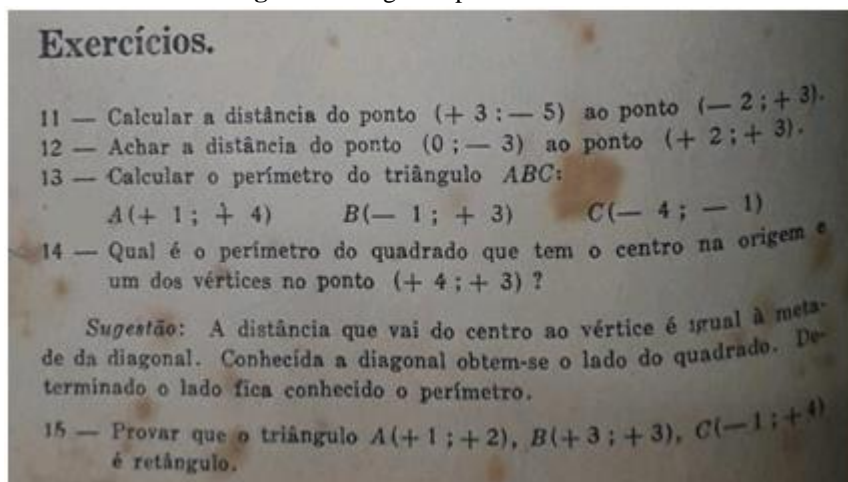 Exercícios.
11 — Calcular a distância do ponto (+ 3 : — 5) ao ponto (— 2 ; + 3).
12 — Achar a distância do ponto (0 ; — 3) ao ponto (+ 2 ; + 3).
13 — Calcular o perímetro do triângulo ABC:
A(+ 1 ; + 4) B(— 1 ; + 3) C(— 4 ; — 1)
14 — Qual é o perímetro do quadrado que tem o centro na origem e
um dos vértices no ponto (+ 4 ; + 3) ?
Sugestão: A distância que vai do centro ao vértice é igual à meta-
de da diagonal. Conhecida a diagonal obtem-se o lado do quadrado. De-
terminado o lado fica conhecido o perímetro.
15 — Provar que o triângulo A(+ 1 ; + 2), B(+ 3 ; + 3), C(— 1 ; + 4)
é retângulo.